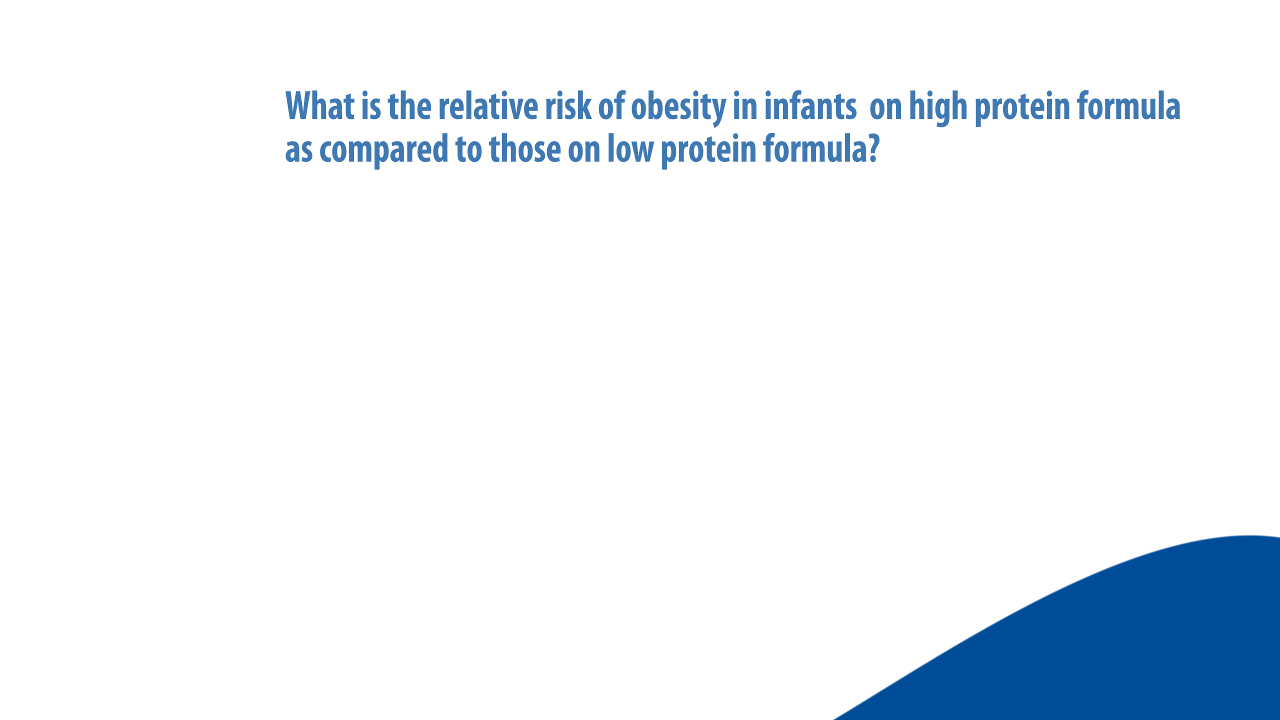 What is the relative risk of obesity in infants  on high protein formula
as compared to those on low protein formula?